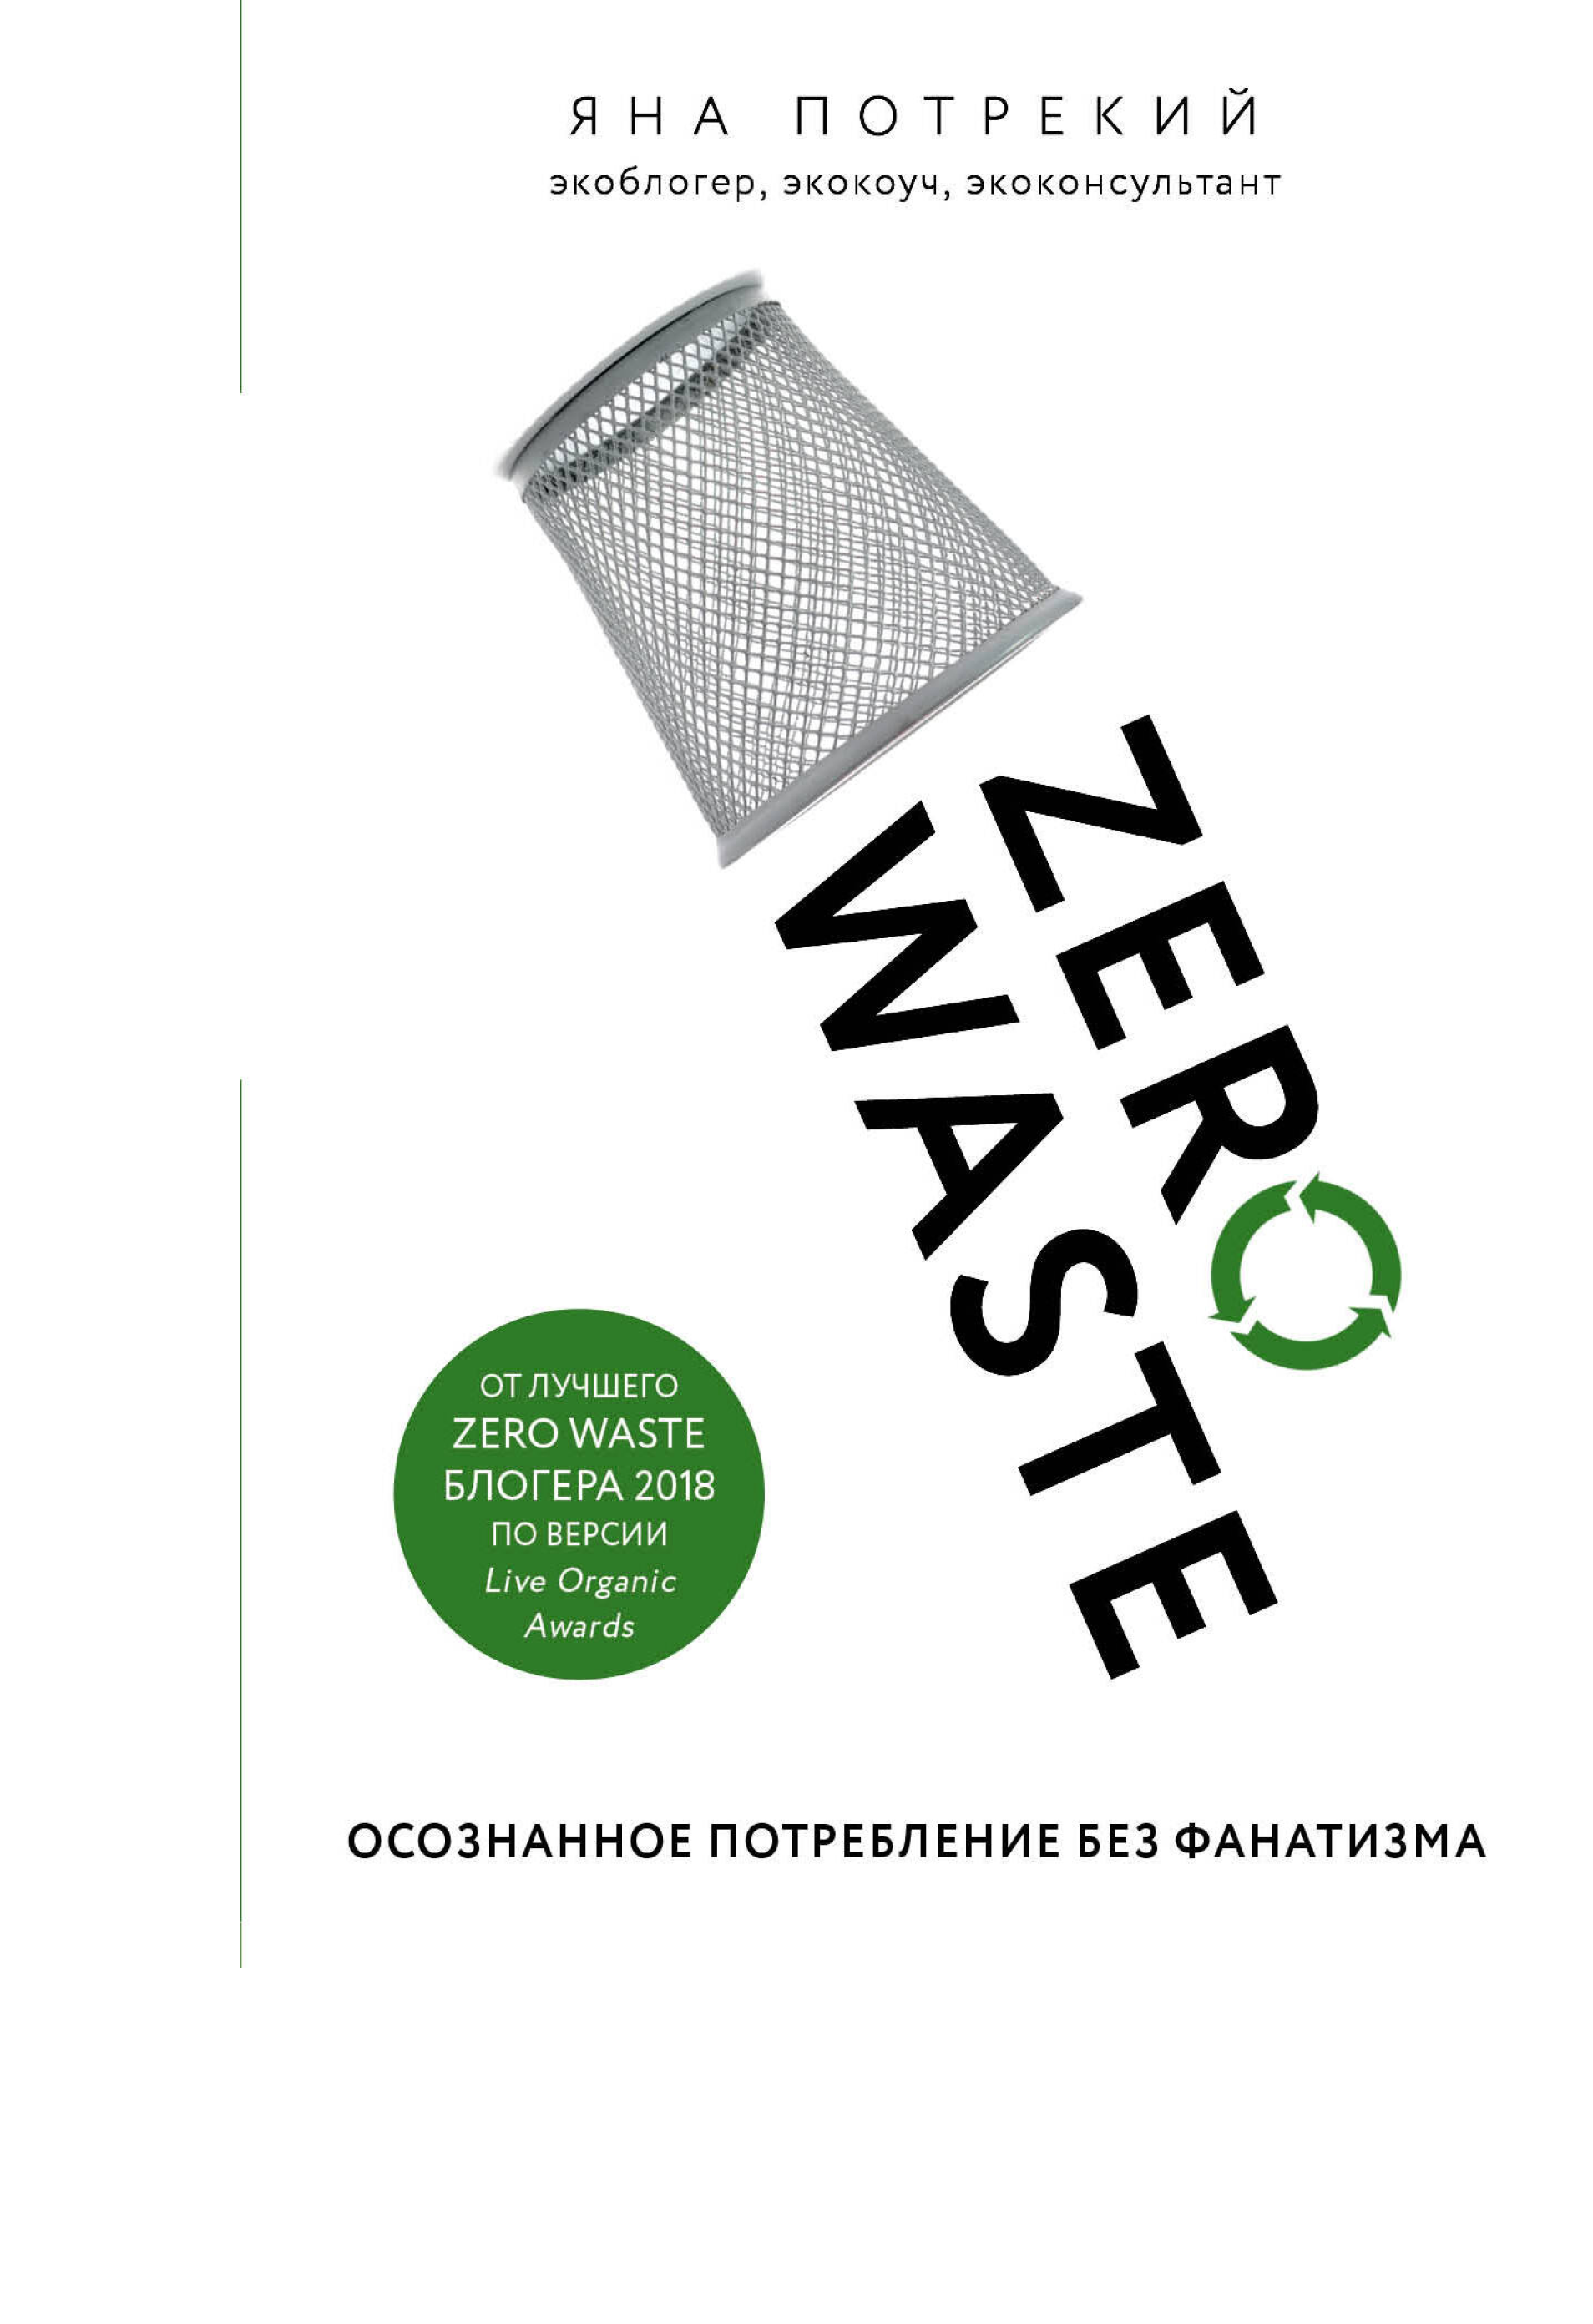 ЯНА ПОТРЕКИЙ
экоблогер, экокоуч, экоконсультант
ZERO
WASTE
ОТ ЛУЧШЕГО
ZERO WASTE
БЛОГЕРА 2018
ПО ВЕРСИИ
Live Organic
Awards
ОСОЗНАННОЕ ПОТРЕБЛЕНИЕ БЕЗ ФАНАТИЗМА